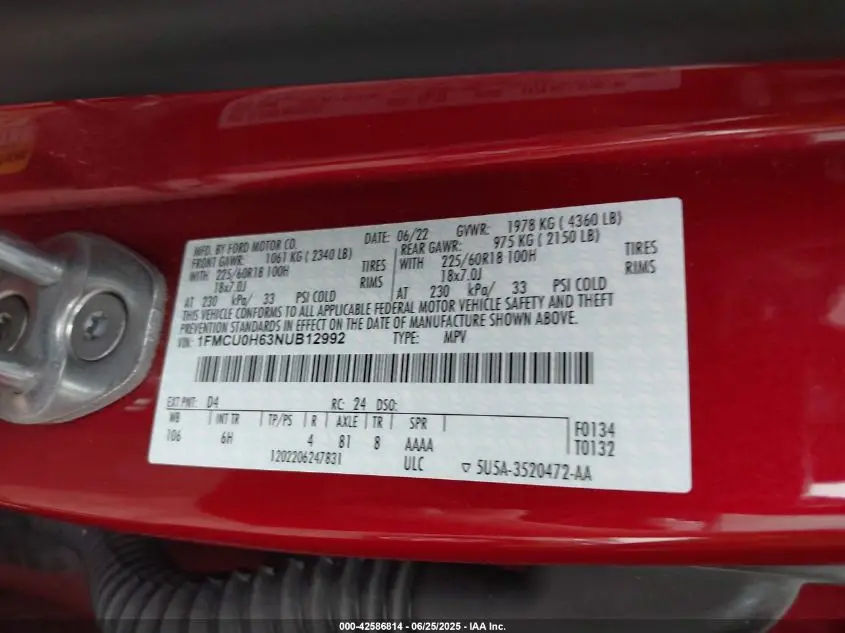 MFD. BY FORD MOTOR CO. DATE: 06/22 GVWR: 1978 KG ( 4360 LB)
FRONT GAWR: 1061 KG ( 2340 LB) REAR GAWR: 975 KG ( 2150 LB)
WITH 225/60R18 100H TIRES WITH 225/60R18 100H TIRES
18x7.0J RIMS 18x7.0J RIMS
AT 230 kPa/ 33 PSI COLD AT 230 kPa/ 33 PSI COLD
THIS VEHICLE CONFORMS TO ALL APPLICABLE FEDERAL MOTOR VEHICLE SAFETY AND THEFT
PREVENTION STANDARDS IN EFFECT ON THE DATE OF MANUFACTURE SHOWN ABOVE.
VIN: 1FMCU0H63NUB12992 TYPE: MPV
EXT PNT: D4 RC: 24 DSO:
WB INT TR TP/PS R AXLE TR SPR F0134
106 6H 4 81 8 AAAA T0132
1202206247831 ULC ▽ 5U5A-3520472-AA
000-42586814 - 06/25/2025 - IAA Inc.